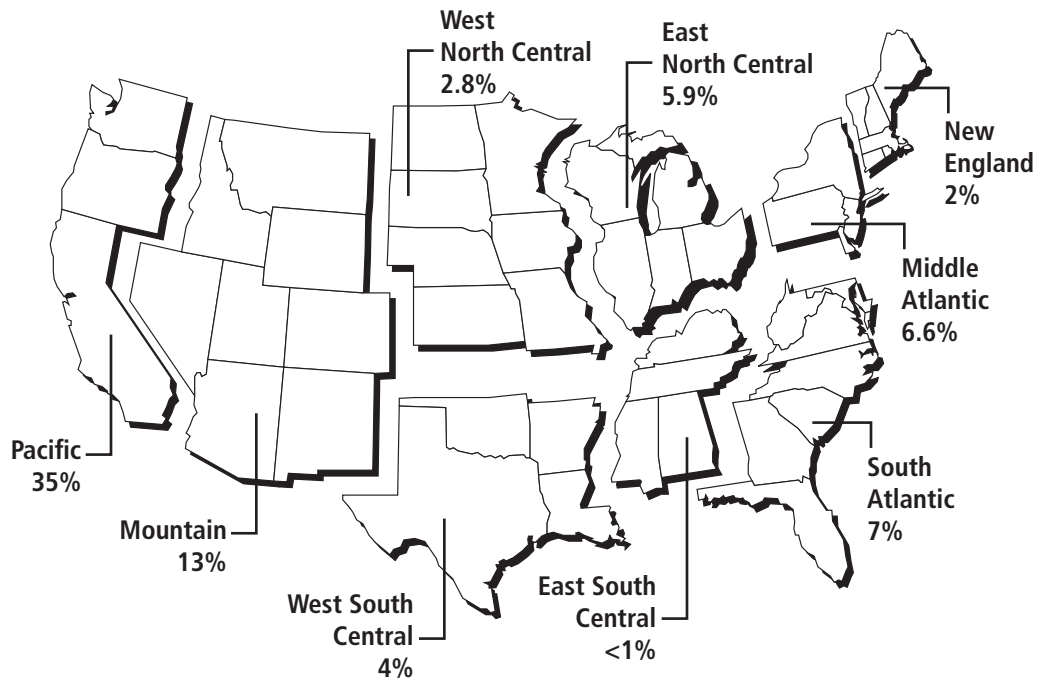 West
North Central
2.8%
East
North Central
5.9%
New
England
2%
Middle
Atlantic
6.6%
South
Atlantic
7%
East South
Central
<1%
West South
Central
4%
Mountain
13%
Pacific
35%